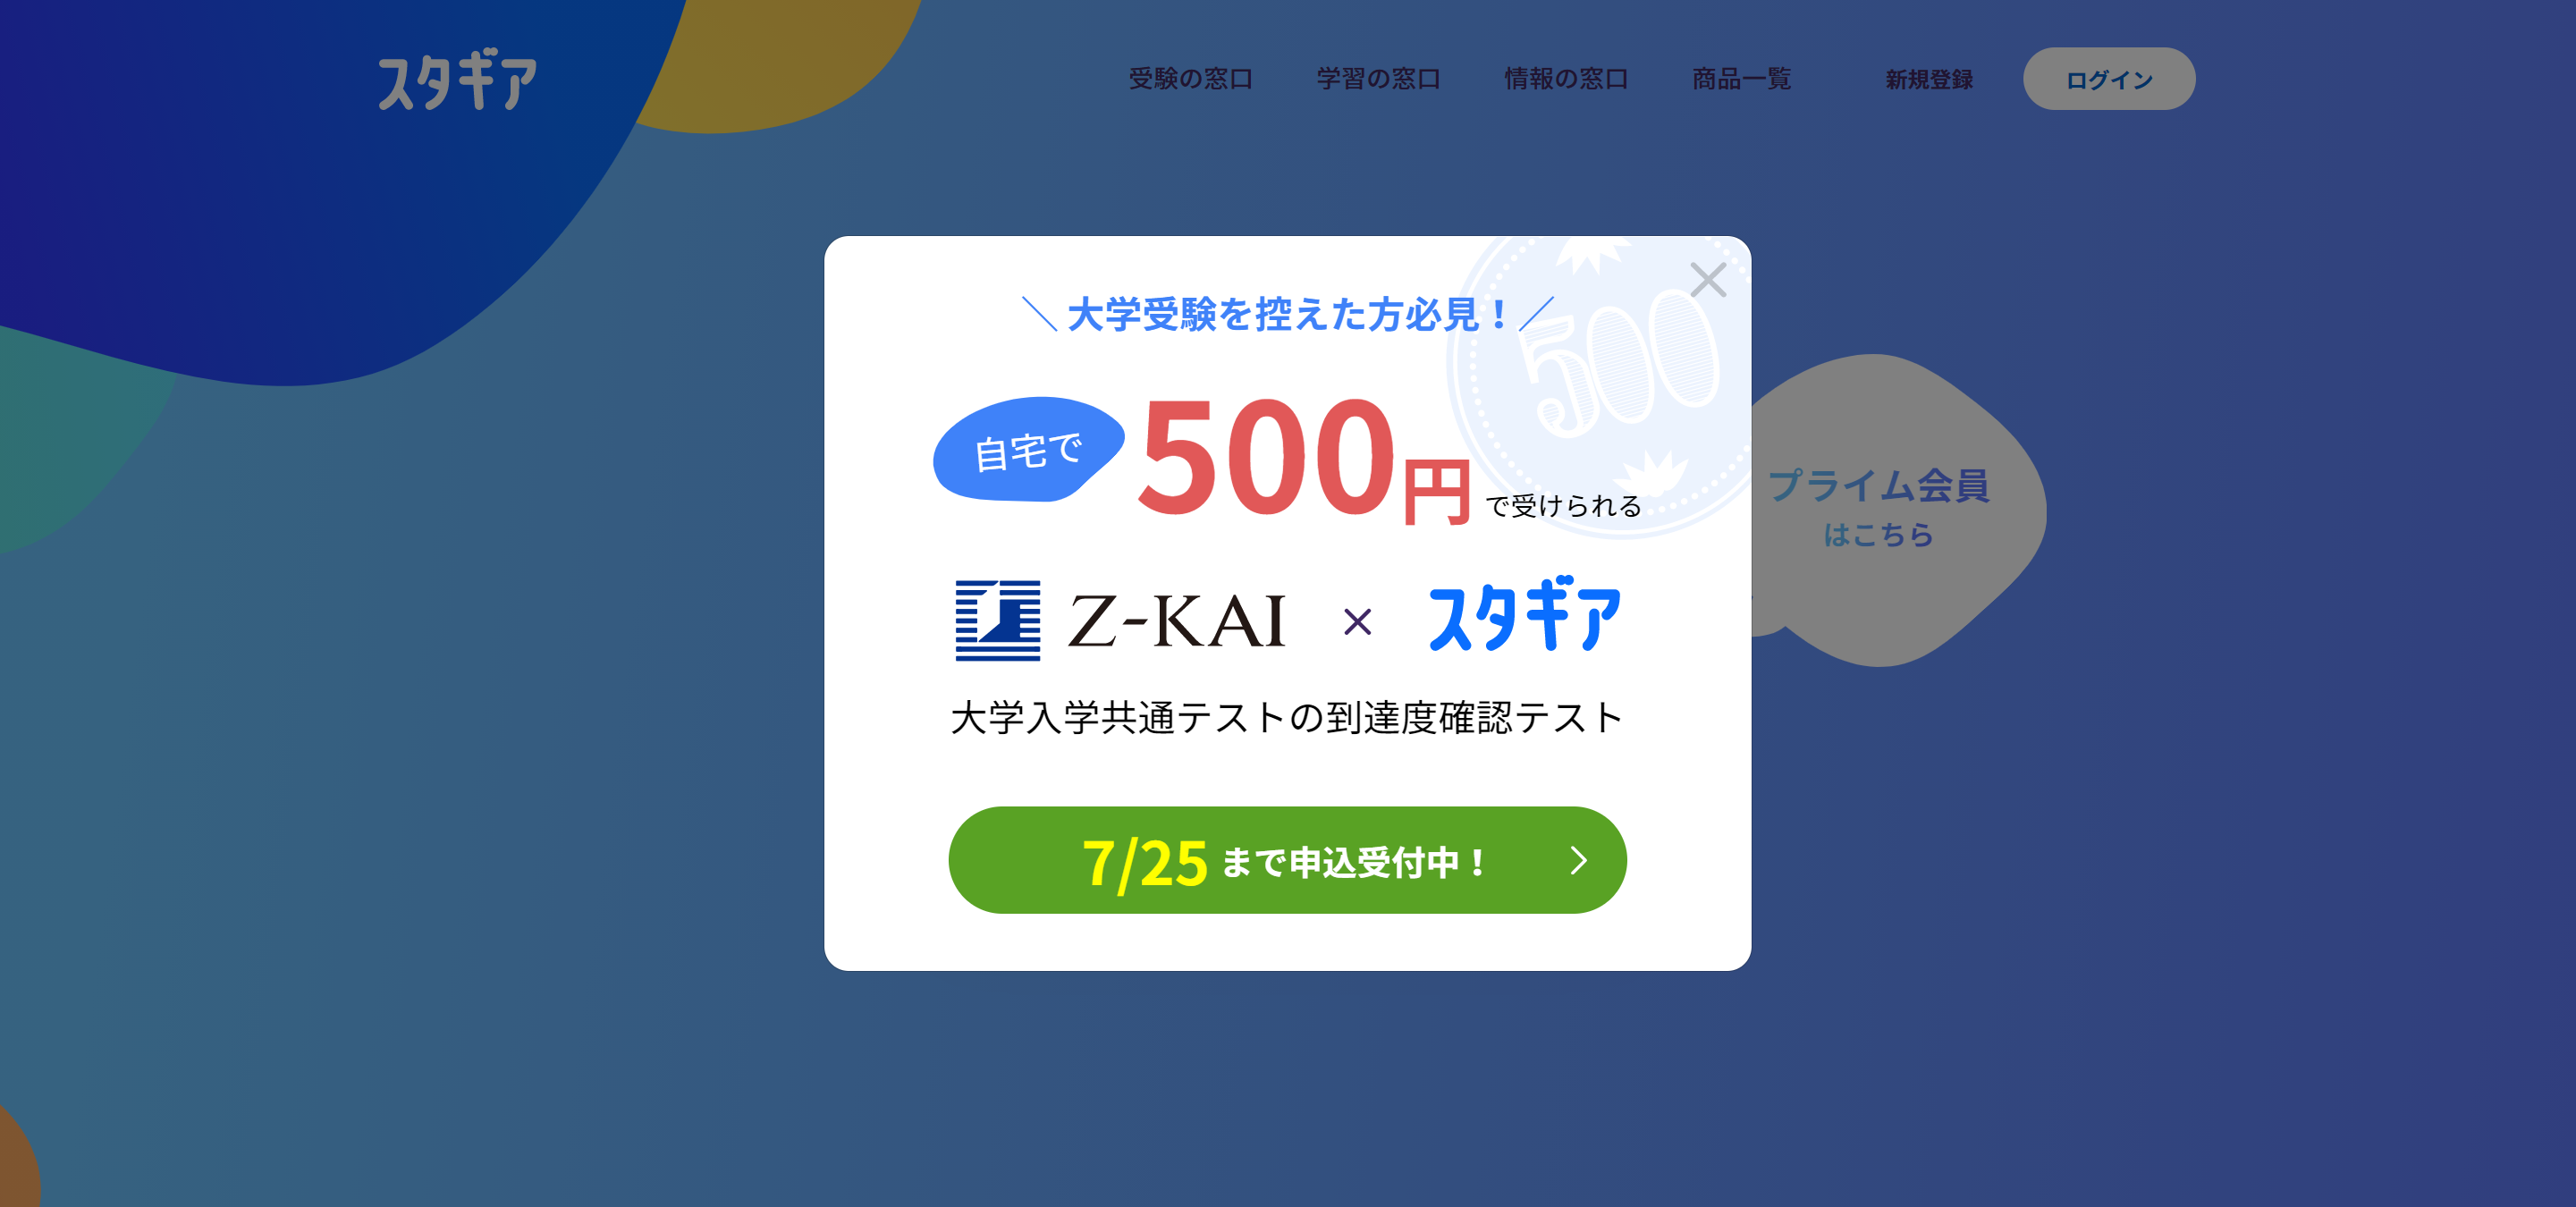 スタギア
受験の窓口 学習の窓口 情報の窓口 商品一覧 新規登録 ログイン
＼ 大学受験を控えた方必見！／
500
自宅で 500円 で受けられる
プライム会員
はこちら
Z-KAI × スタギア
大学入学共通テストの到達度確認テスト
7/25 まで申込受付中！